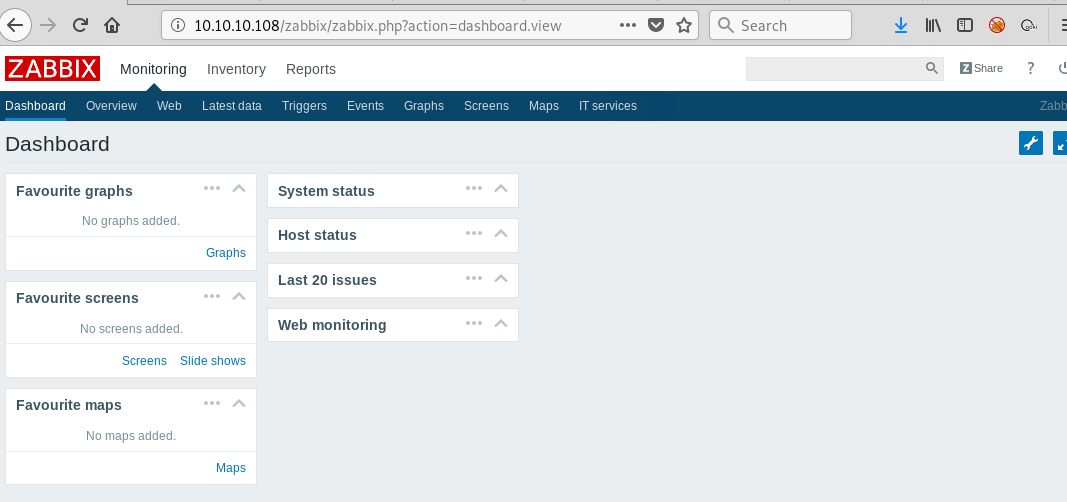 10.10.10.108/zabbix/zabbix.php?action=dashboard.view Search
ZABBIX Monitoring Inventory Reports Z Share ?
Dashboard Overview Web Latest data Triggers Events Graphs Screens Maps IT services Zabb
Dashboard
Favourite graphs
No graphs added.
Graphs
Favourite screens
No screens added.
Screens Slide shows
Favourite maps
No maps added.
Maps
System status
Host status
Last 20 issues
Web monitoring